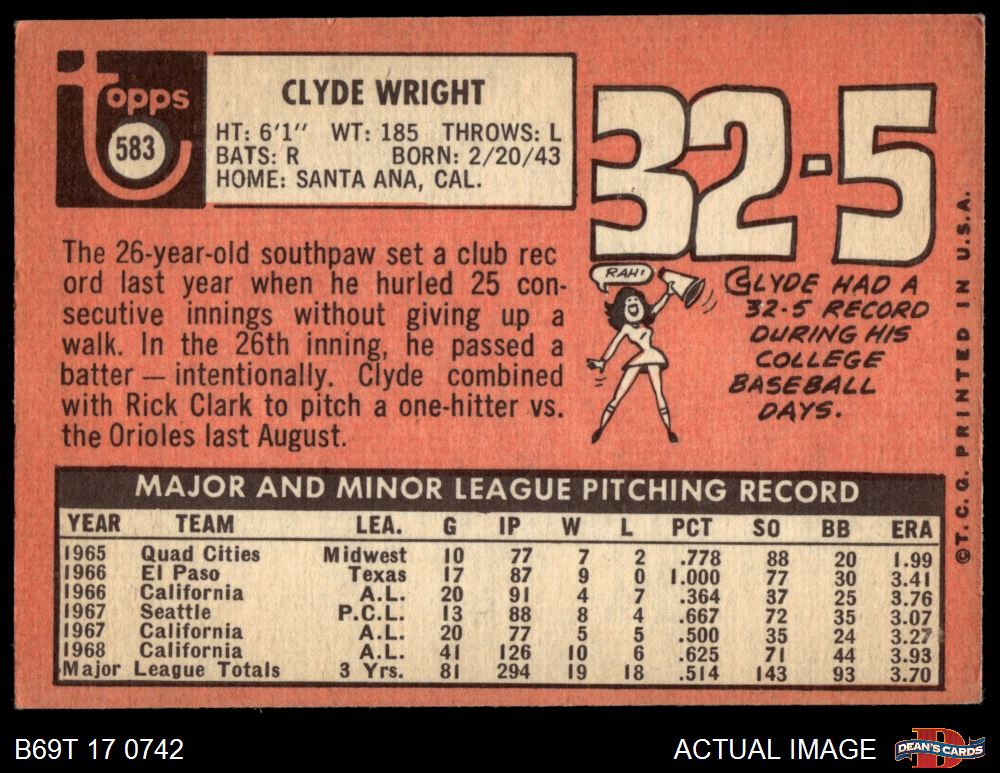 Topps
583
CLYDE WRIGHT
HT: 6'1" WT: 185 THROWS: L
BATS: R BORN: 2/20/43
HOME: SANTA ANA, CAL.
32-5
RAH!
CLYDE HAD A
32-5 RECORD
DURING HIS
COLLEGE
BASEBALL
DAYS.
The 26-year-old southpaw set a club rec
ord last year when he hurled 25 con-
secutive innings without giving up a
walk. In the 26th inning, he passed a
batter — intentionally. Clyde combined
with Rick Clark to pitch a one-hitter vs.
the Orioles last August.
MAJOR AND MINOR LEAGUE PITCHING RECORD
YEAR TEAM LEA. G IP W L PCT SO BB ERA
1965 Quad Cities Midwest 10 77 7 2 .778 88 20 1.99
1966 El Paso Texas 17 87 9 0 1.000 77 30 3.41
1966 California A.L. 20 91 4 7 .364 37 25 3.76
1967 Seattle P.C.L. 13 88 8 4 .667 72 35 3.07
1967 California A.L. 20 77 5 5 .500 35 24 3.27
1968 California A.L. 41 126 10 6 .625 71 44 3.93
Major League Totals 3 Yrs. 81 294 19 18 .514 143 93 3.70
©T.C.G. PRINTED IN U.S.A.
B69T 17 0742
ACTUAL IMAGE
D
DEAN'S CARDS